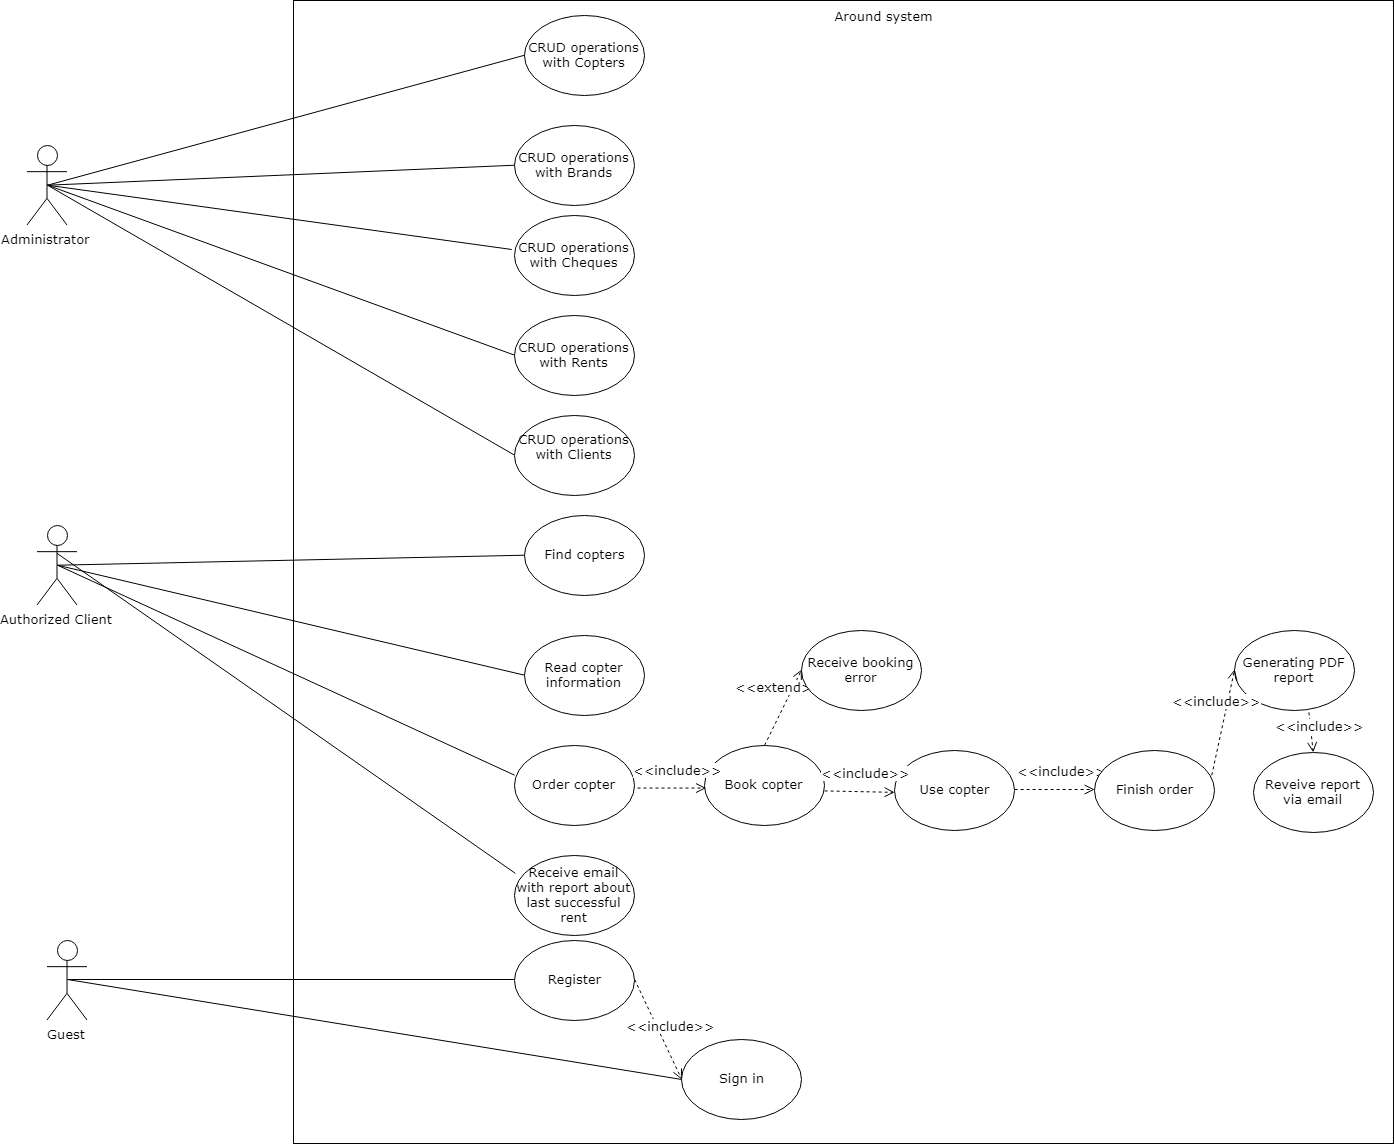 Around system
CRUD operations
with Copters
CRUD operations
with Brands
Administrator
CRUD operations
with Cheques
CRUD operations
with Rents
CRUD operations
with Clients
Find copters
Authorized Client
Read copter
information
Receive booking
error
<<extend>
Generating PDF
report
<<include>>
<<include>>
Order copter
<<include>>
Book copter
<<include>>
Use copter
<<include>>
Finish order
Reveive report
via email
Receive email
with report about
last successful
rent
Register
Guest
<<include>>
Sign in